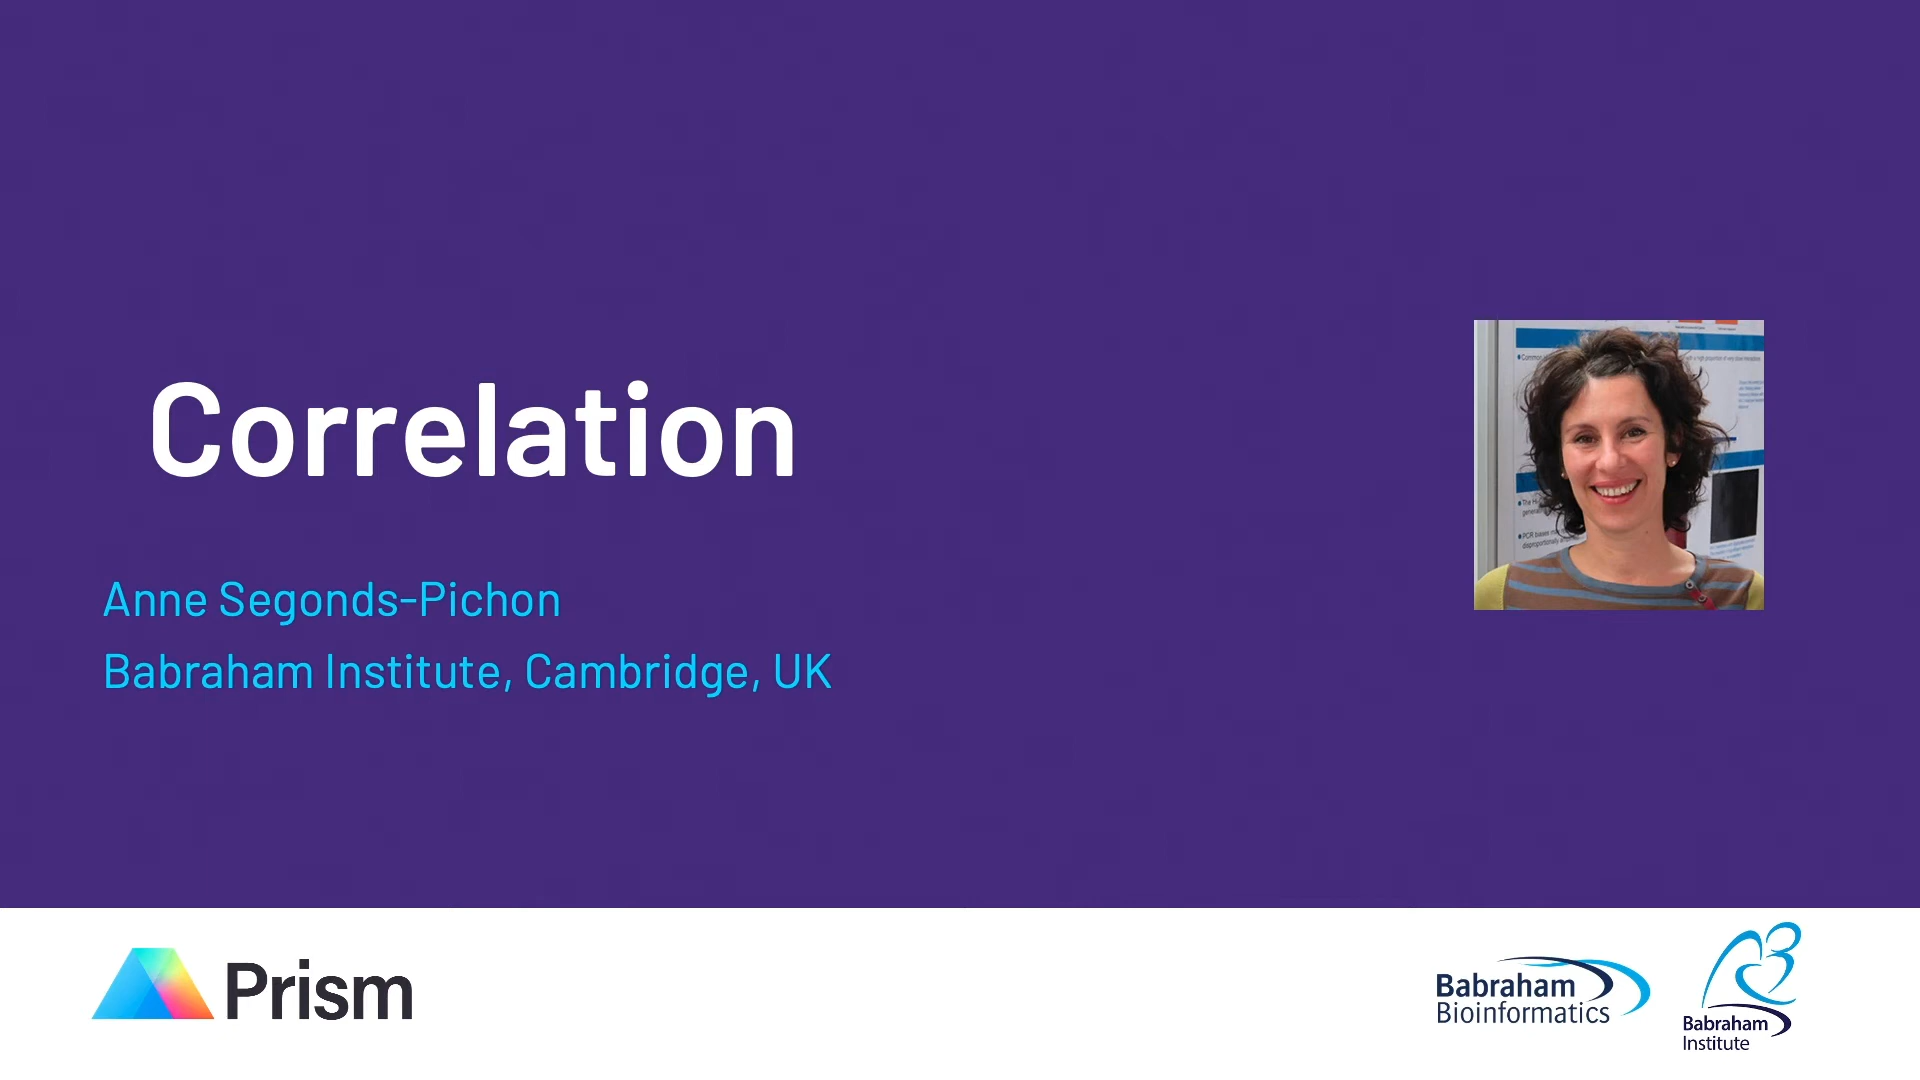 Correlation
Anne Segonds-Pichon
Babraham Institute, Cambridge, UK
Prism
Babraham
Bioinformatics
Babraham
Institute